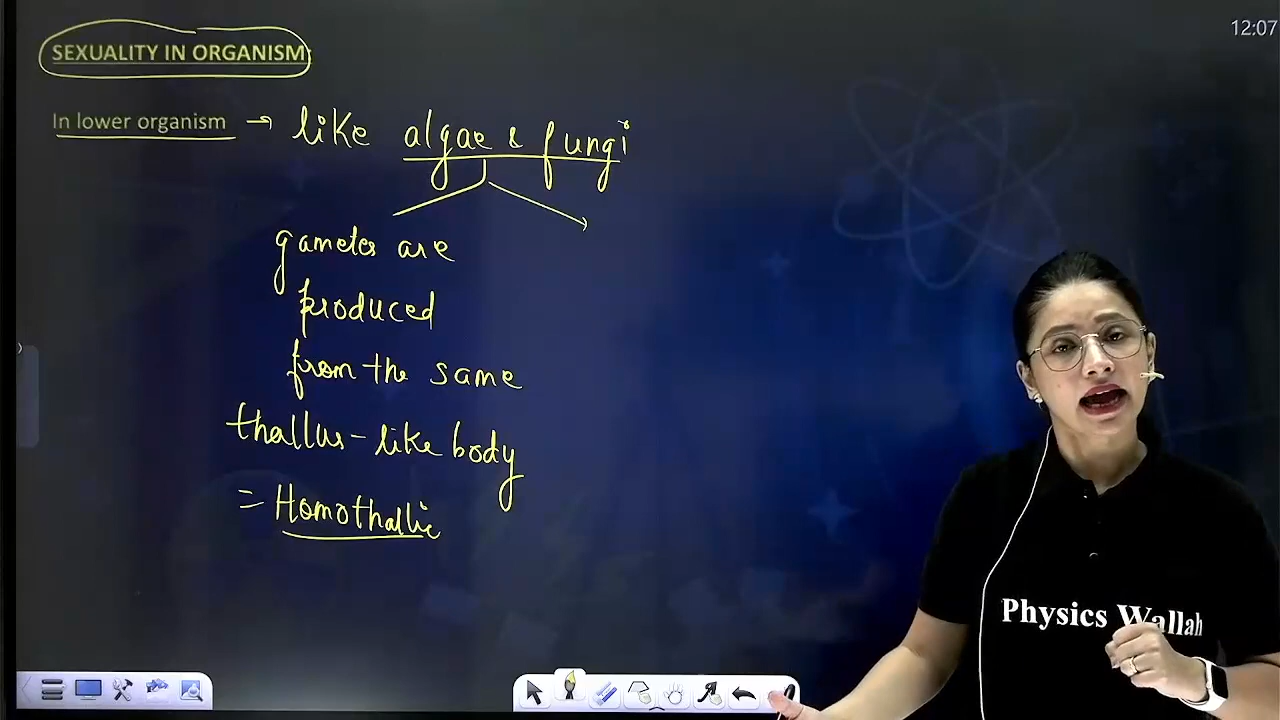 SEXUALITY IN ORGANISM:
12:07
In lower organism → like algae & fungi
gametes are
produced
from the same
thallus-like body
= Homothallic
Physics Wallah